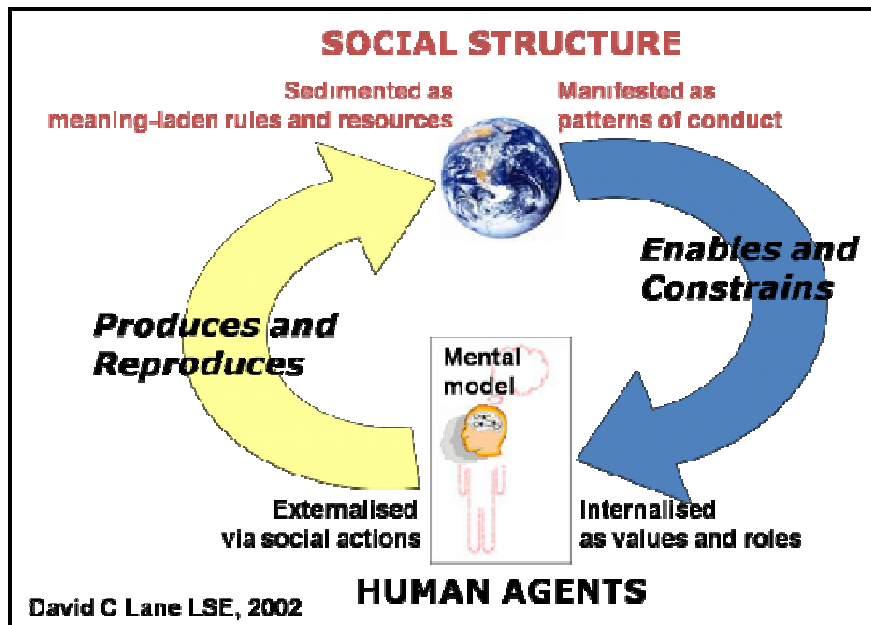 SOCIAL STRUCTURE
Sedimented as
meaning-laden rules and resources
Manifested as
patterns of conduct
Enables and
Constrains
Produces and
Reproduces
Mental
model
Externalised
via social actions
Internalised
as values and roles
HUMAN AGENTS
David C Lane LSE, 2002